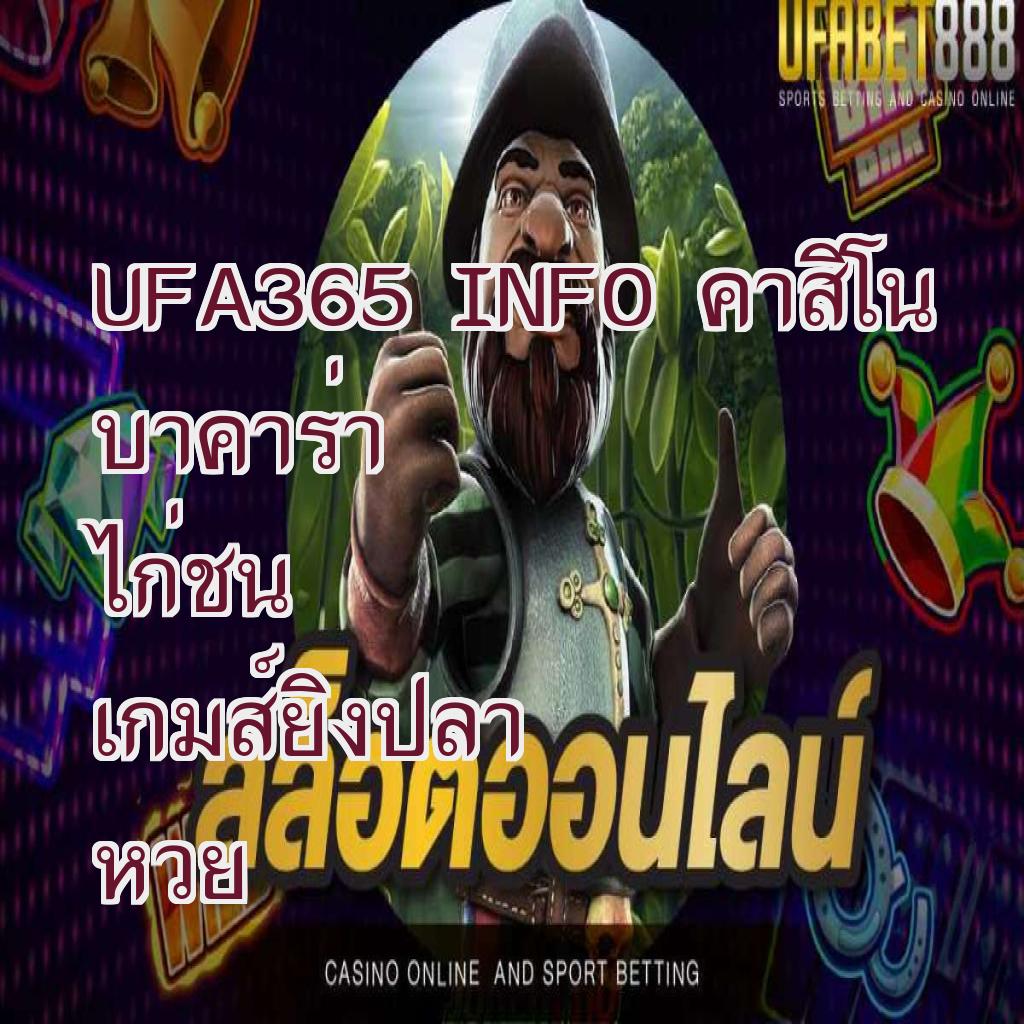 UFABET888
SPORTS BETTING AND CASINO ONLINE
BAR
UFA365 INFO คาสิโน
บาคาร่า
ไก่ชน
เกมส์ยิงปลา
สล็อตออนไลน์
หวย
CASINO ONLINE AND SPORT BETTING